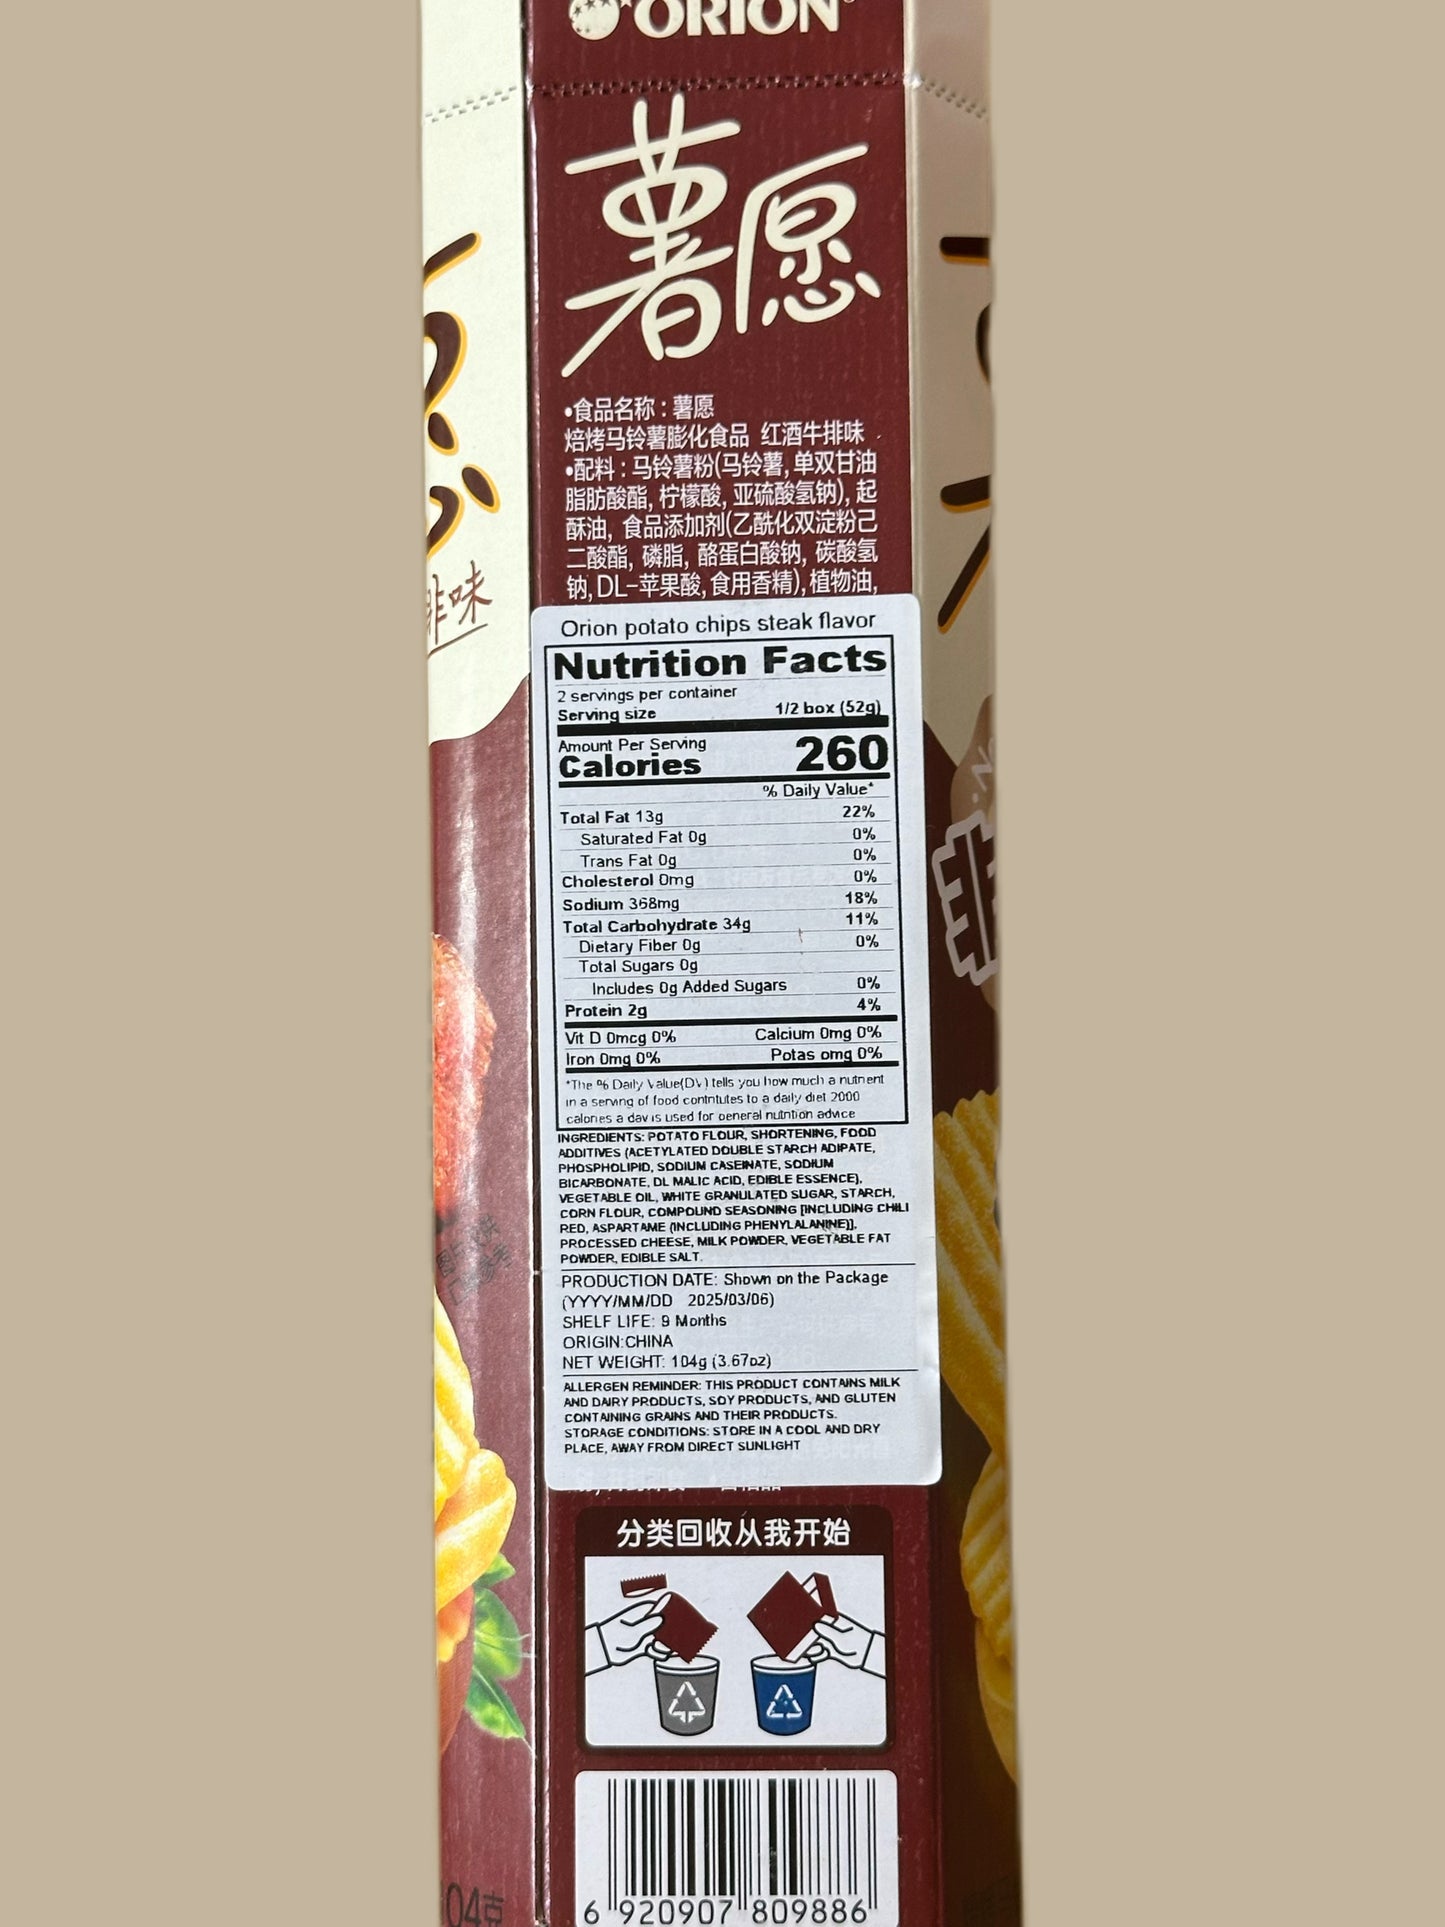 ORION
薯愿
•食品名称：薯愿
焙烤马铃薯膨化食品 红酒牛排味
•配料：马铃薯粉(马铃薯,单双甘油
脂肪酸酯, 柠檬酸, 亚硫酸氢钠), 起
酥油, 食品添加剂(乙酰化双淀粉己
二酸酯, 磷脂, 酪蛋白酸钠, 碳酸氢
钠,DL-苹果酸,食用香精),植物油,
排味
Orion potato chips steak flavor
Nutrition Facts
2 servings per container
Serving size 1/2 box (52g)
Amount Per Serving
Calories 260
% Daily Value*
Total Fat 13g 22%
Saturated Fat 0g 0%
Trans Fat 0g 0%
Cholesterol 0mg 0%
Sodium 368mg 18%
Total Carbohydrate 34g 11%
Dietary Fiber 0g 0%
Total Sugars 0g
Includes 0g Added Sugars 0%
Protein 2g 4%
Vit D 0mcg 0% Calcium 0mg 0%
Iron 0mg 0% Potas omg 0%
*The % Daily Value(DV) tells you how much a nutrient
in a serving of food contntutes to a daily diet 2000
calories a day is used for general nutrition advice
INGREDIENTS: POTATO FLOUR, SHORTENING, FOOD
ADDITIVES (ACETYLATED DOUBLE STARCH ADIPATE,
PHOSPHOLIPID, SODIUM CASEINATE, SODIUM
BICARBONATE, DL MALIC ACID, EDIBLE ESSENCE),
VEGETABLE OIL, WHITE GRANULATED SUGAR, STARCH,
CORN FLOUR, COMPOUND SEASONING [INCLUDING CHILI
RED, ASPARTAME (INCLUDING PHENYLALANINE)],
PROCESSED CHEESE, MILK POWDER, VEGETABLE FAT
POWDER, EDIBLE SALT.
PRODUCTION DATE: Shown on the Package
(YYYY/MM/DD 2025/03/06)
SHELF LIFE: 9 Months
ORIGIN:CHINA
NET WEIGHT: 104g (3.67oz)
ALLERGEN REMINDER: THIS PRODUCT CONTAINS MILK
AND DAIRY PRODUCTS, SOY PRODUCTS, AND GLUTEN
CONTAINING GRAINS AND THEIR PRODUCTS.
STORAGE CONDITIONS: STORE IN A COOL AND DRY
PLACE, AWAY FROM DIRECT SUNLIGHT
分类回收从我开始
6 920907 809886
04克